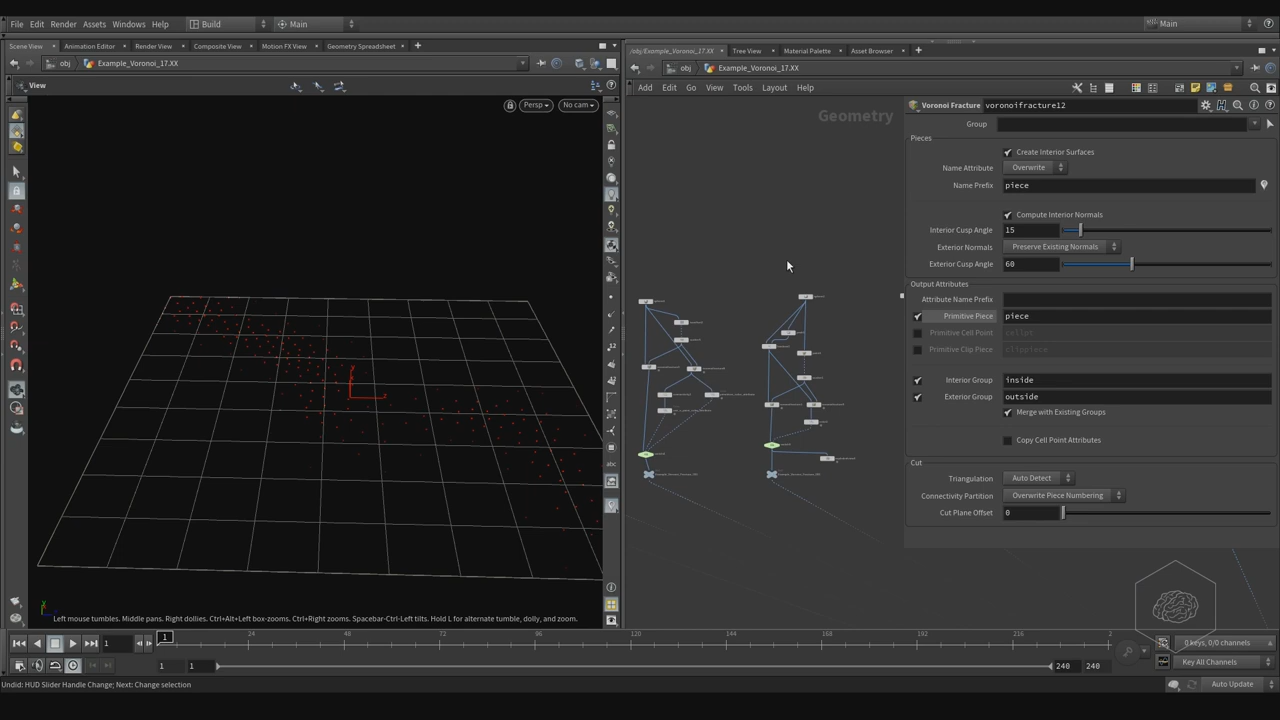 File Edit Render Assets Windows Help Build Main Main
Scene View Animation Editor Render View Composite View Motion FX View Geometry Spreadsheet
/obj/Example_Voronoi_17.XX Tree View Material Palette Asset Browser
obj Example_Voronoi_17.XX
obj Example_Voronoi_17.XX
View
Add Edit Go View Tools Layout Help
Persp No cam
Geometry
Voronoi Fracture voronoifracture12
Group
Pieces
Create Interior Surfaces
Name Attribute Overwrite
Name Prefix piece
Compute Interior Normals
Interior Cusp Angle 15
Exterior Normals Preserve Existing Normals
Exterior Cusp Angle 60
Output Attributes
Attribute Name Prefix
Primitive Piece piece
Primitive Cell Point cellpt
Primitive Clip Piece clippiece
Interior Group inside
Exterior Group outside
Merge with Existing Groups
Copy Cell Point Attributes
Cut
Triangulation Auto Detect
Connectivity Partition Overwrite Piece Numbering
Cut Plane Offset 0
abc
Left mouse tumbles. Middle pans. Right dollies. Ctrl+Alt+Left box-zooms. Ctrl+Right zooms. Spacebar-Ctrl-Left tilts. Hold L for alternate tumble, dolly, and zoom.
1 1 24 48 72 96 120 144 168 192 216 2
0 keys, 0/0 channels
1 1 240 240 Key All Channels
Undid: HUD Slider Handle Change; Next: Change selection Auto Update